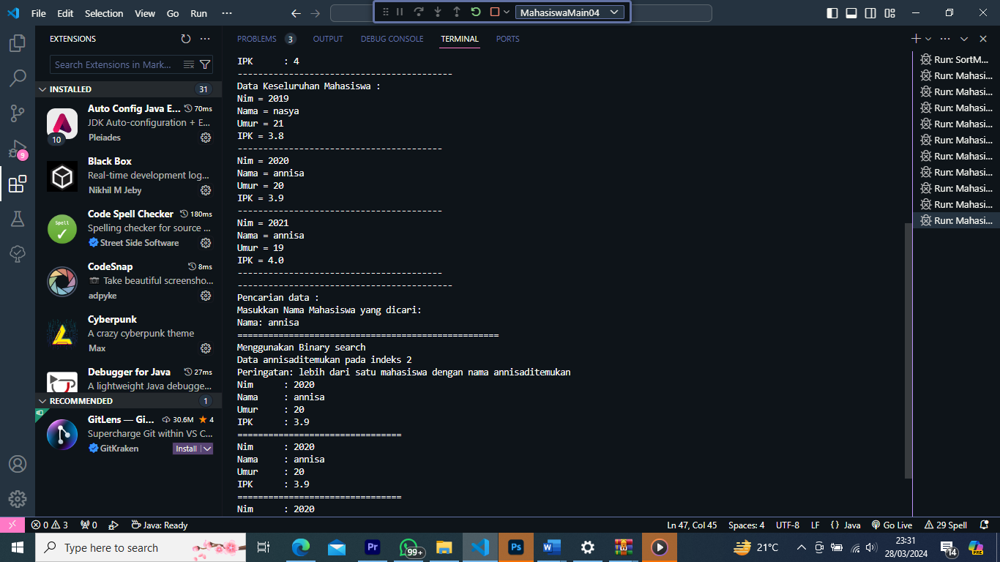 File Edit Selection View Go Run ··· MahasiswaMain04
EXTENSIONS
Search Extensions in Mark...
INSTALLED 31
Auto Config Java E... 70ms
JDK Auto-configuration + E...
10
Pleiades
Black Box
Real-time development log...
Nikhil M Jeby
Spell
Code Spell Checker 180ms
Spelling checker for source ...
Street Side Software
CodeSnap 8ms
Take beautiful screensho...
adpyke
Cyberpunk
A crazy cyberpunk theme
Max
Debugger for Java 27ms
A lightweight Java debugge...
RECOMMENDED 1
GitLens — Gi... 30.6M 4
Supercharge Git within VS C...
GitKraken Install
9
PROBLEMS 3 OUTPUT DEBUG CONSOLE TERMINAL PORTS
IPK : 4
------------------------------------------
Data Keseluruhan Mahasiswa :
Nim = 2019
Nama = nasya
Umur = 21
IPK = 3.8
----------------------------------------
Nim = 2020
Nama = annisa
Umur = 20
IPK = 3.9
----------------------------------------
Nim = 2021
Nama = annisa
Umur = 19
IPK = 4.0
----------------------------------------
------------------------------------------
Pencarian data :
Masukkan Nama Mahasiswa yang dicari:
Nama: annisa
===================================================
Menggunakan Binary search
Data annisaditemukan pada indeks 2
Peringatan: lebih dari satu mahasiswa dengan nama annisaditemukan
Nim : 2020
Nama : annisa
Umur : 20
IPK : 3.9
================================
Nim : 2020
Nama : annisa
Umur : 20
IPK : 3.9
================================
Nim : 2020
Run: SortM...
Run: Mahasi...
Run: Mahasi...
Run: Mahasi...
Run: Mahasi...
Run: Mahasi...
Run: Mahasi...
Run: Mahasi...
Run: Mahasi...
Run: Mahasi...
Run: Mahasi...
0 3 0 Java: Ready Ln 47, Col 45 Spaces: 4 UTF-8 LF {} Java Go Live 29 Spell
Type here to search Pr 99+ Ps W 21°C 23:31
28/03/2024 14 PRE